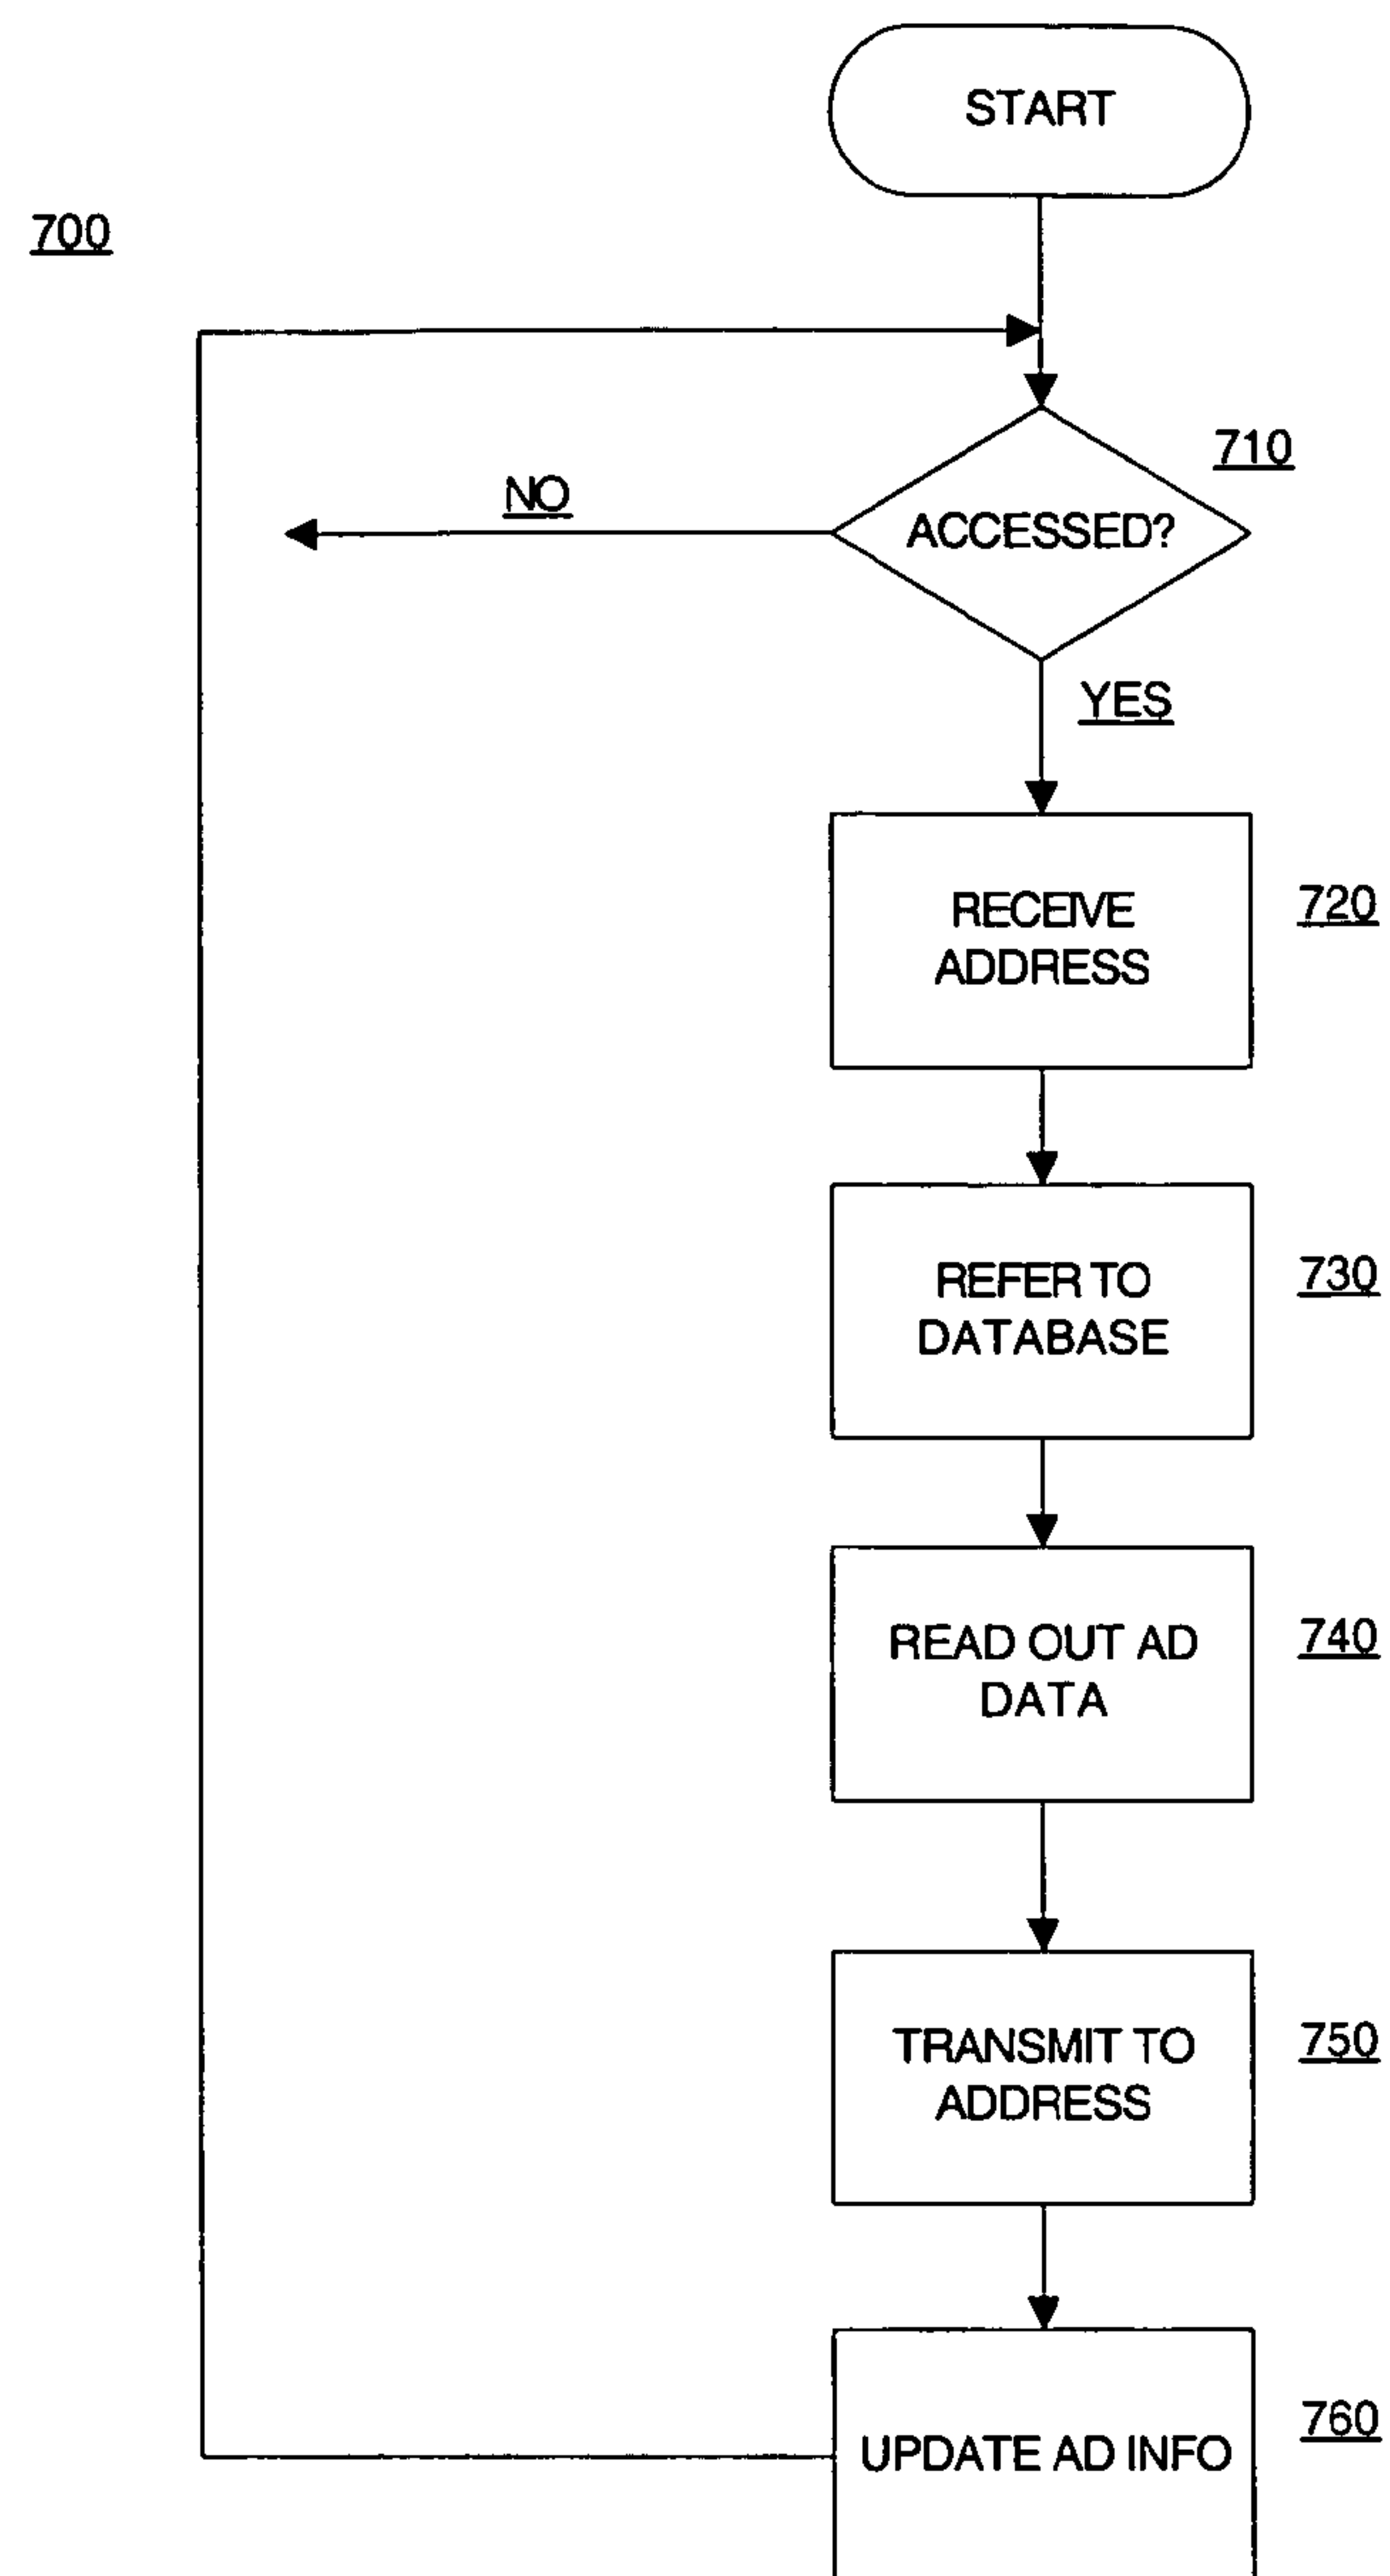 START
700
710
ACCESSED?
NO
YES
RECEIVE
ADDRESS
720
REFER TO
DATABASE
730
READ OUT AD
DATA
740
TRANSMIT TO
ADDRESS
750
UPDATE AD INFO
760